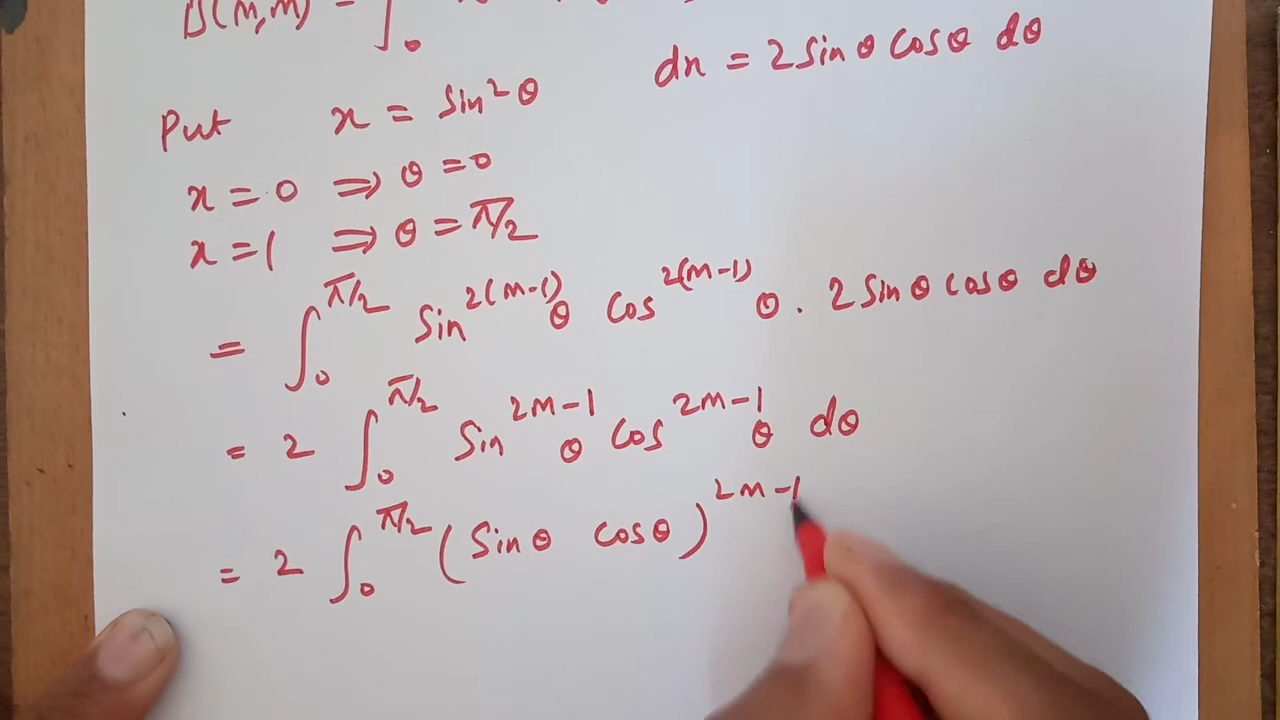 β(m,m) = ∫₀
dx = 2 sin θ cos θ dθ
Put x = sin² θ
x = 0 ⇒ θ = 0
x = 1 ⇒ θ = π/2
= ∫₀^{π/2} sin^{2(m-1)} θ cos^{2(m-1)} θ . 2 sin θ cos θ dθ
= 2 ∫₀^{π/2} sin^{2m-1} θ cos^{2m-1} θ dθ
= 2 ∫₀^{π/2} (sin θ cos θ)^{2m-1}